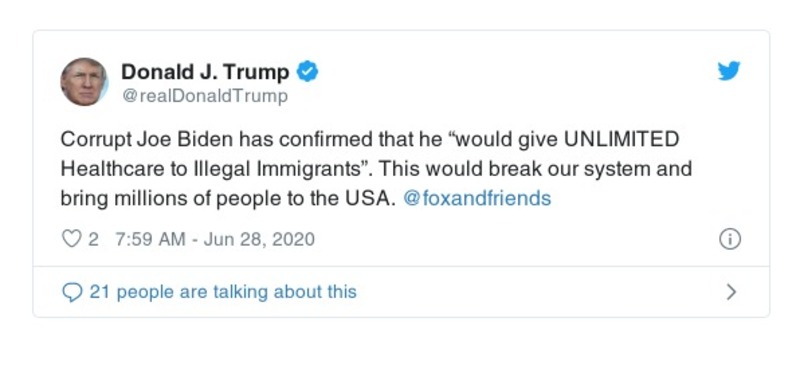 Donald J. Trump
@realDonaldTrump
Corrupt Joe Biden has confirmed that he “would give UNLIMITED
Healthcare to Illegal Immigrants”. This would break our system and
bring millions of people to the USA. @foxandfriends
2 7:59 AM - Jun 28, 2020
21 people are talking about this